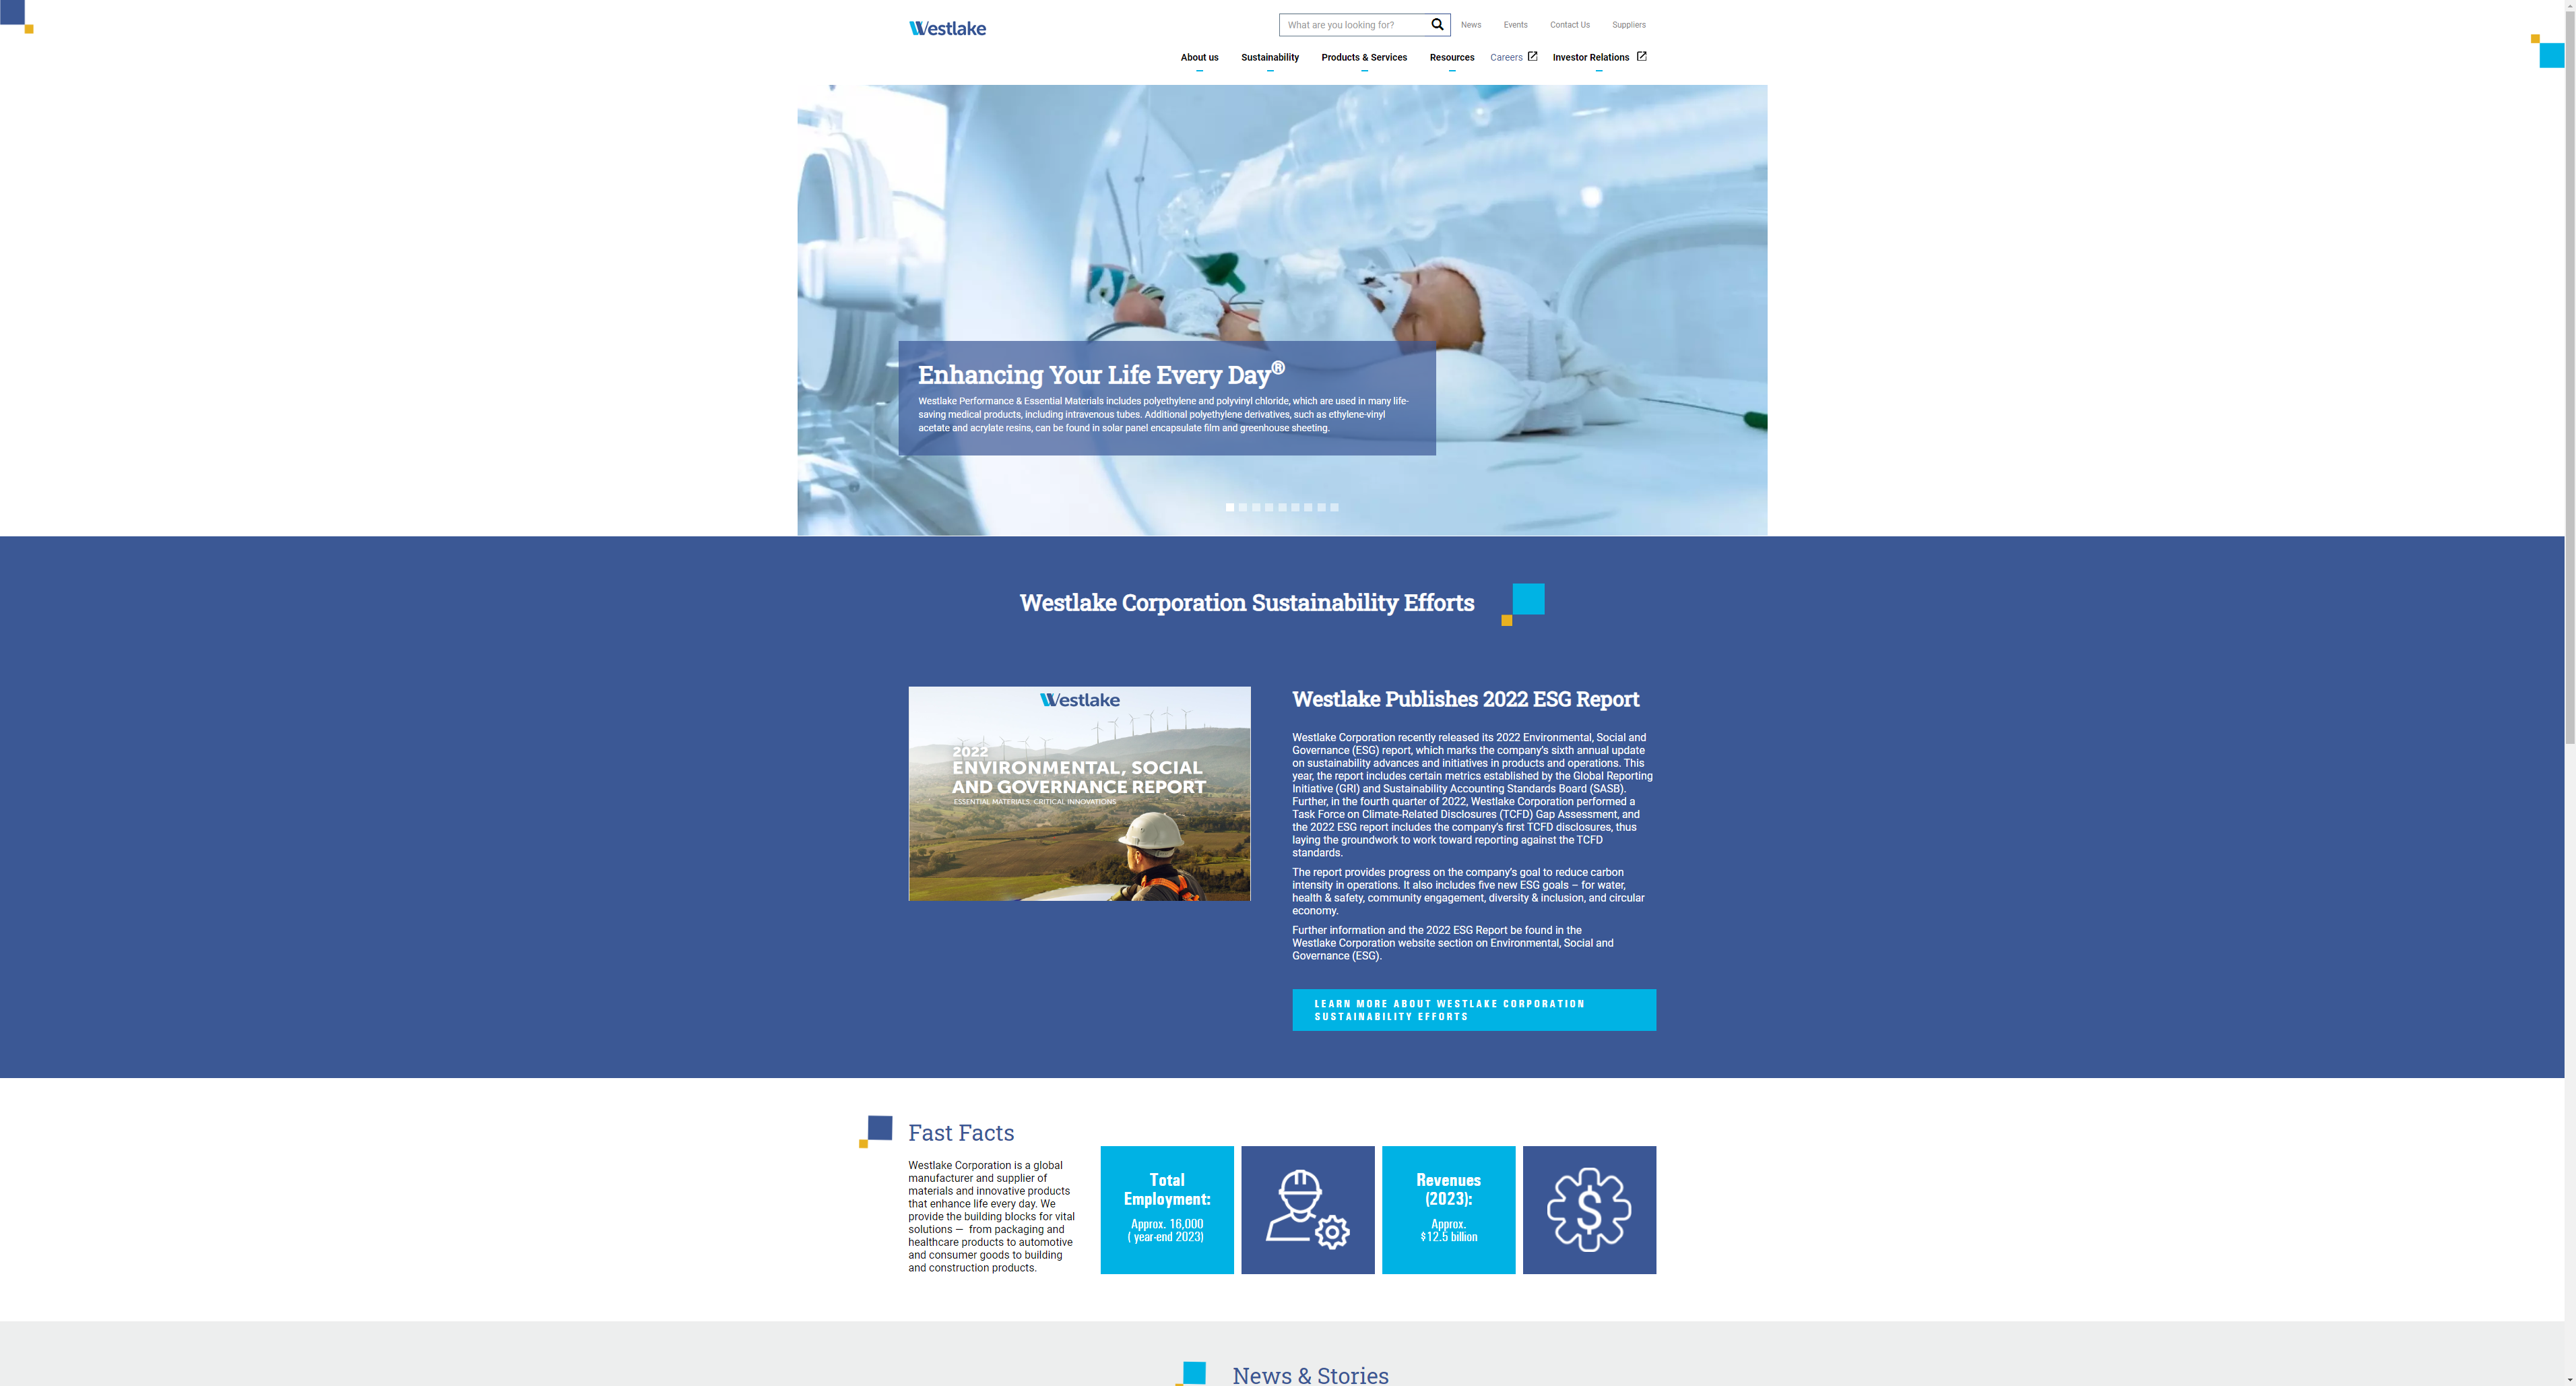 Westlake
What are you looking for?
News
Events
Contact Us
Suppliers
About us
Sustainability
Products & Services
Resources
Careers
Investor Relations
Enhancing Your Life Every Day®
Westlake Performance & Essential Materials includes polyethylene and polyvinyl chloride, which are used in many life-
saving medical products, including intravenous tubes. Additional polyethylene derivatives, such as ethylene-vinyl
acetate and acrylate resins, can be found in solar panel encapsulate film and greenhouse sheeting.
Westlake Corporation Sustainability Efforts
Westlake
2022
ENVIRONMENTAL, SOCIAL
AND GOVERNANCE REPORT
ESSENTIAL MATERIALS. CRITICAL INNOVATIONS
Westlake Publishes 2022 ESG Report
Westlake Corporation recently released its 2022 Environmental, Social and
Governance (ESG) report, which marks the company's sixth annual update
on sustainability advances and initiatives in products and operations. This
year, the report includes certain metrics established by the Global Reporting
Initiative (GRI) and Sustainability Accounting Standards Board (SASB).
Further, in the fourth quarter of 2022, Westlake Corporation performed a
Task Force on Climate-Related Disclosures (TCFD) Gap Assessment, and
the 2022 ESG report includes the company's first TCFD disclosures, thus
laying the groundwork to work toward reporting against the TCFD
standards.
The report provides progress on the company's goal to reduce carbon
intensity in operations. It also includes five new ESG goals – for water,
health & safety, community engagement, diversity & inclusion, and circular
economy.
Further information and the 2022 ESG Report be found in the
Westlake Corporation website section on Environmental, Social and
Governance (ESG).
LEARN MORE ABOUT WESTLAKE CORPORATION
SUSTAINABILITY EFFORTS
Fast Facts
Westlake Corporation is a global
manufacturer and supplier of
materials and innovative products
that enhance life every day. We
provide the building blocks for vital
solutions — from packaging and
healthcare products to automotive
and consumer goods to building
and construction products.
Total
Employment:
Approx. 16,000
( year-end 2023)
Revenues
(2023):
Approx.
$12.5 billion
$
News & Stories